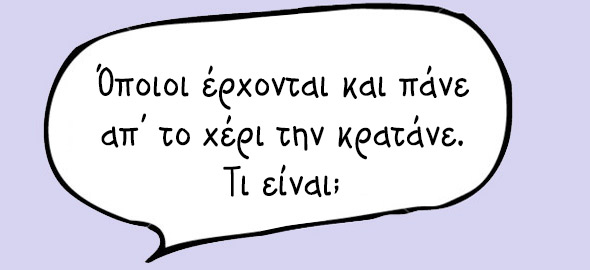 Όποιοι έρχονται και πάνε
απ' το χέρι την κρατάνε.
Τι είναι;